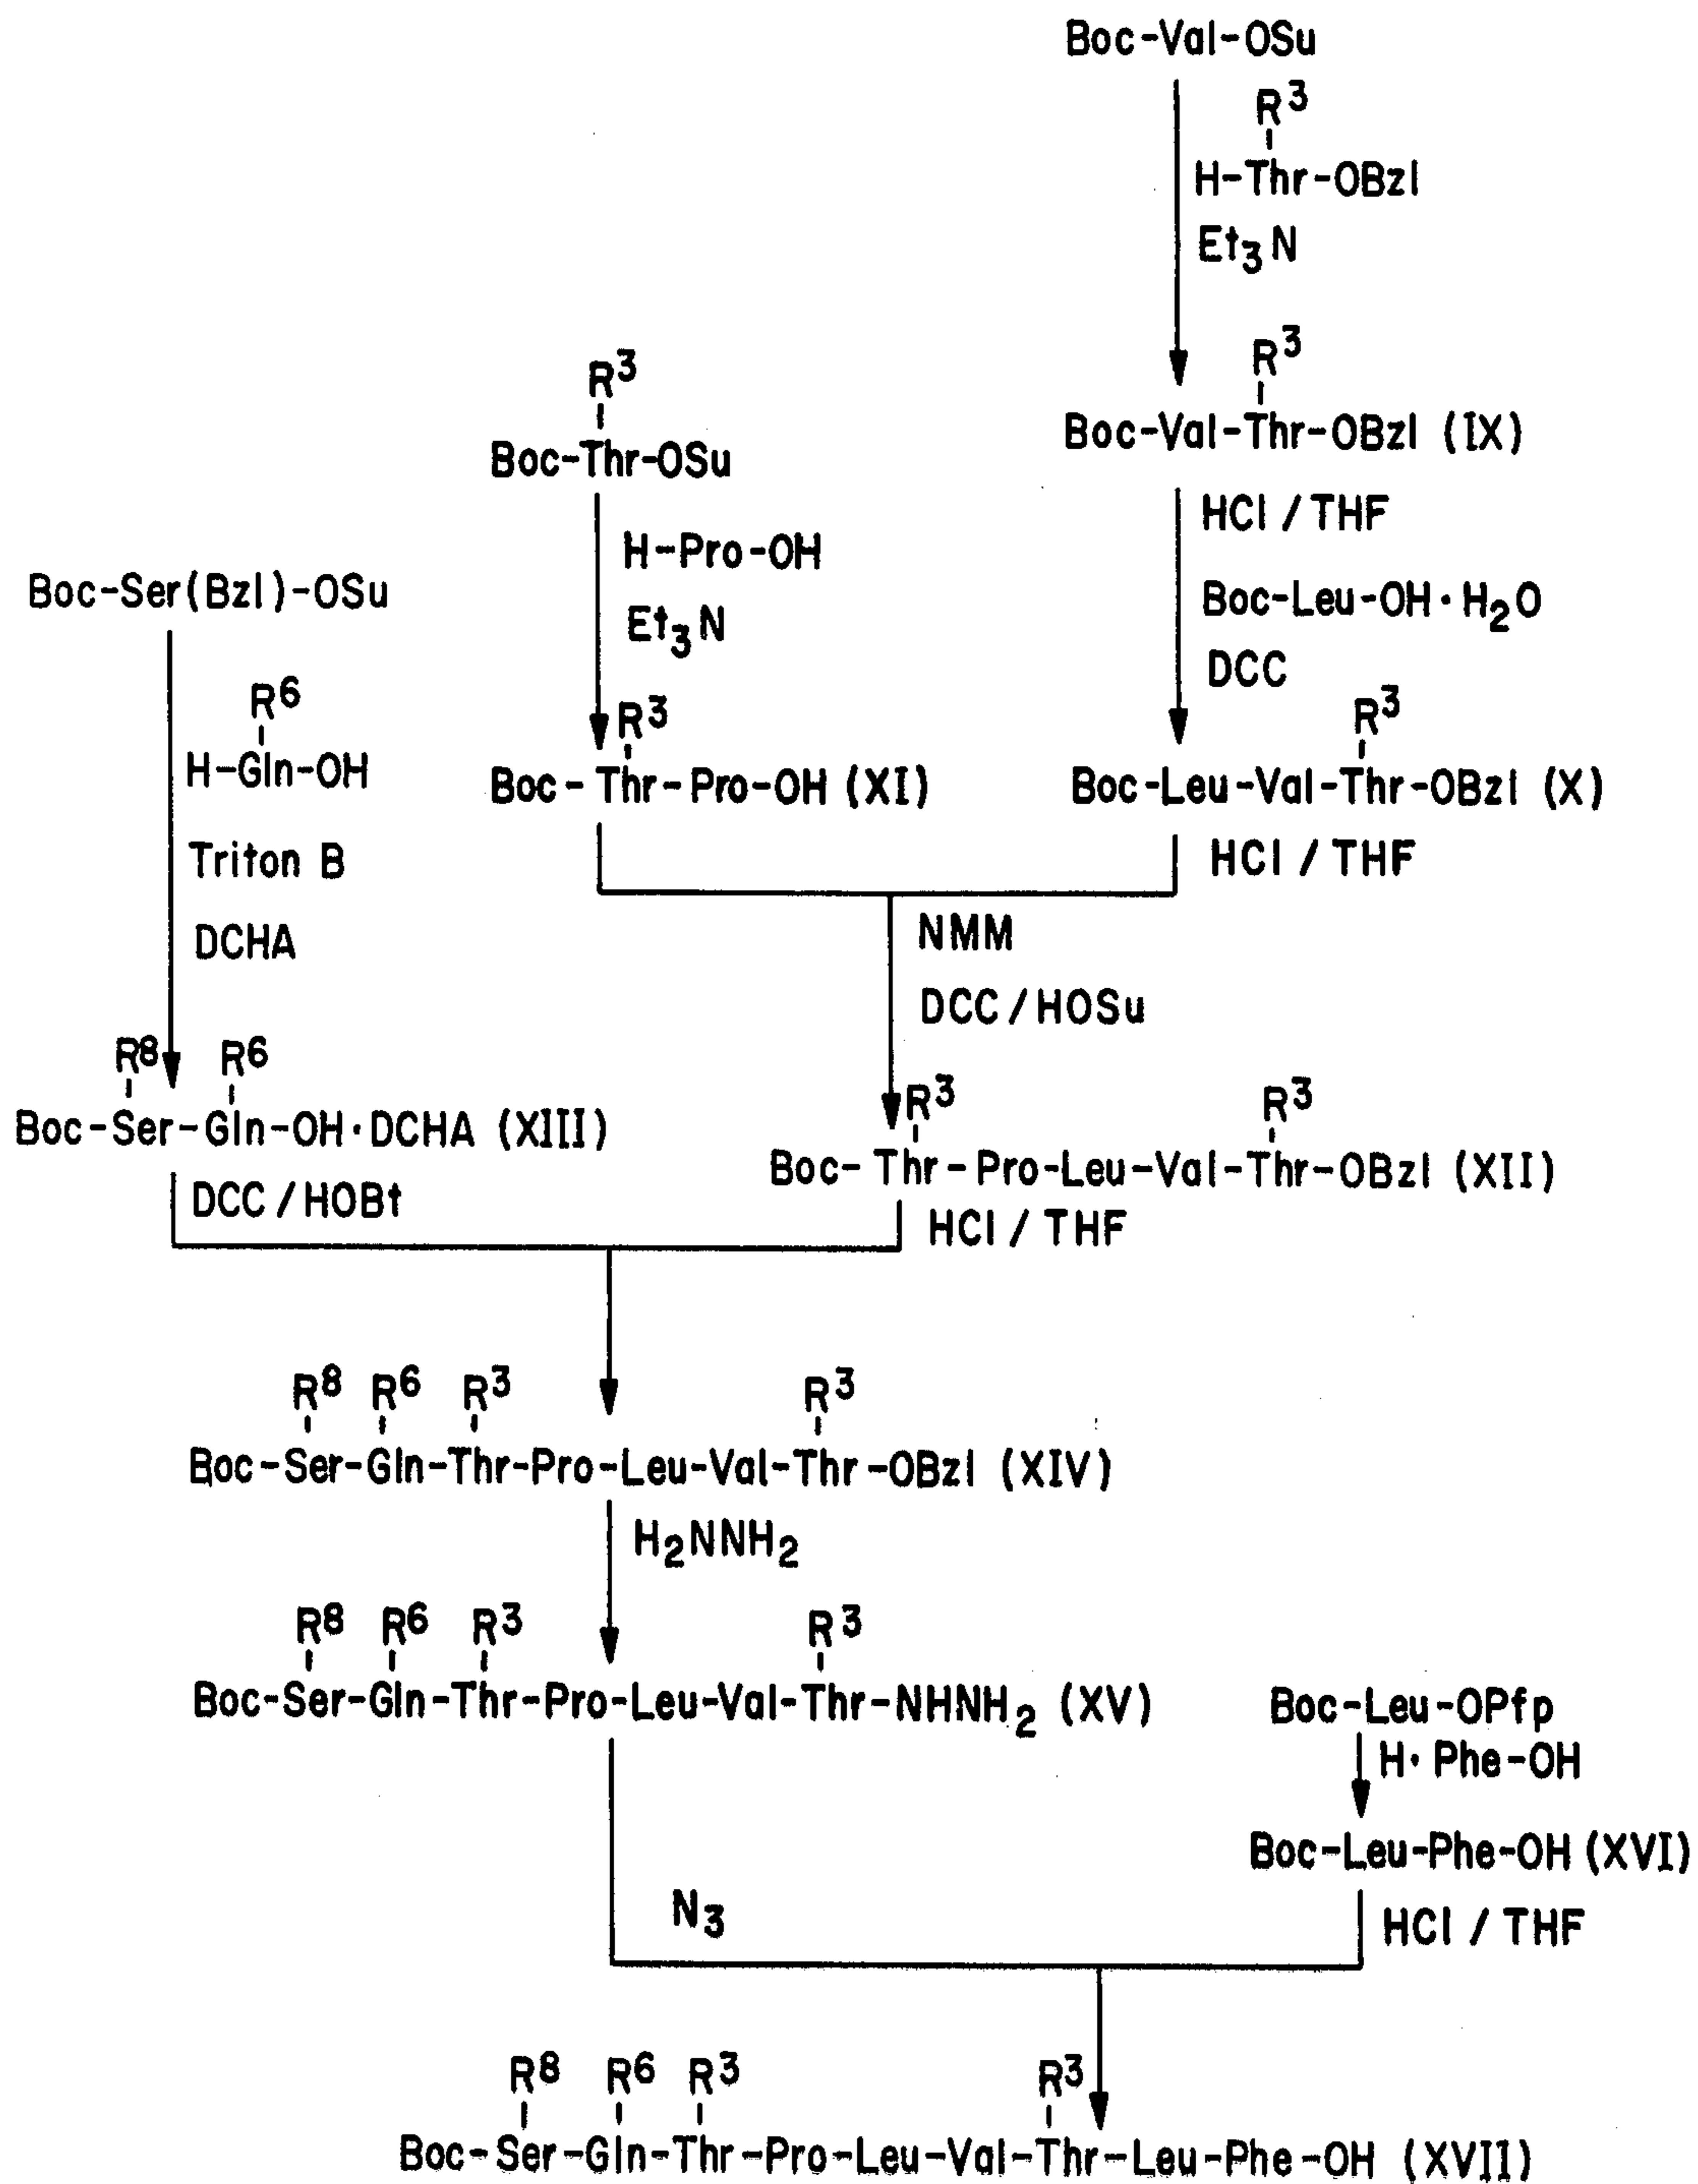 Boc-Val-OSu
R3
H-Thr-OBzl
Et3N
R3
Boc-Val-Thr-OBzl (IX)
HCl / THF
Boc-Leu-OH·H2O
DCC
R3
Boc-Leu-Val-Thr-OBzl (X)
HCl / THF
R3
Boc-Thr-OSu
H-Pro-OH
Et3N
R3
Boc-Thr-Pro-OH (XI)
NMM
DCC/HOSu
R3 R3
Boc-Thr-Pro-Leu-Val-Thr-OBzl (XII)
HCl / THF
Boc-Ser(Bzl)-OSu
R6
H-Gln-OH
Triton B
DCHA
R8 R6
Boc-Ser-Gln-OH·DCHA (XIII)
DCC/HOBt
R8 R6 R3 R3
Boc-Ser-Gln-Thr-Pro-Leu-Val-Thr-OBzl (XIV)
H2NNH2
R8 R6 R3 R3
Boc-Ser-Gln-Thr-Pro-Leu-Val-Thr-NHNH2 (XV)
Boc-Leu-OPfp
H·Phe-OH
Boc-Leu-Phe-OH (XVI)
N3
HCl / THF
R8 R6 R3 R3
Boc-Ser-Gln-Thr-Pro-Leu-Val-Thr-Leu-Phe-OH (XVII)